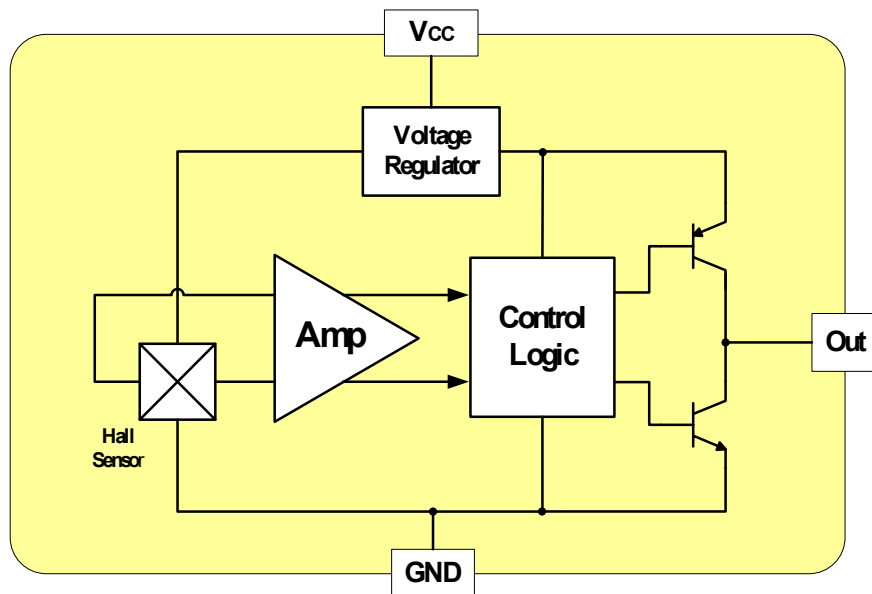 Vcc
Voltage
Regulator
Amp
Control
Logic
Out
Hall
Sensor
GND